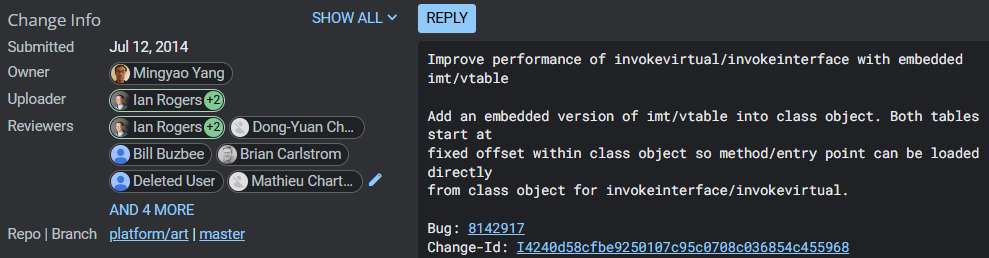 Change Info
SHOW ALL
Submitted Jul 12, 2014
Owner Mingyao Yang
Uploader Ian Rogers +2
Reviewers Ian Rogers +2 Dong-Yuan Ch...
Bill Buzbee Brian Carlstrom
Deleted User Mathieu Chart...
AND 4 MORE
Repo | Branch platform/art | master
REPLY
Improve performance of invokevirtual/invokeinterface with embedded
imt/vtable
Add an embedded version of imt/vtable into class object. Both tables
start at
fixed offset within class object so method/entry point can be loaded
directly
from class object for invokeinterface/invokevirtual.
Bug: 8142917
Change-Id: I4240d58cfbe9250107c95c0708c036854c455968